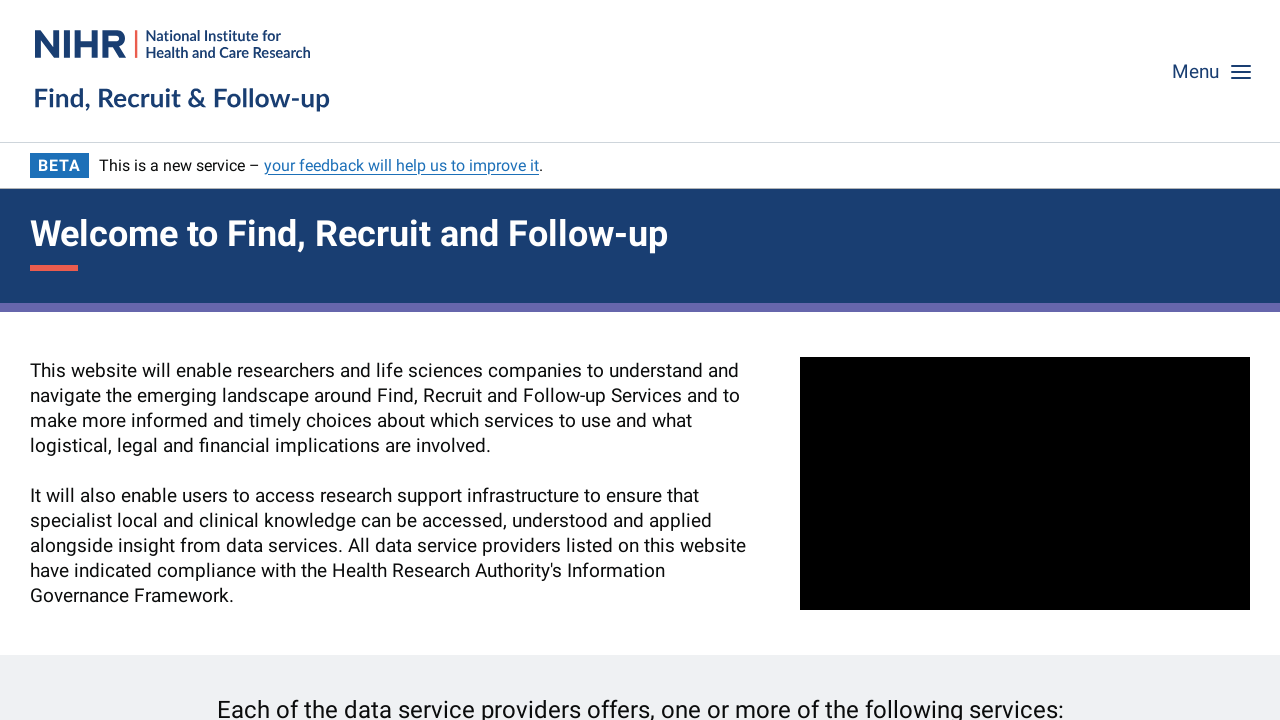 NIHR | National Institute for
Health and Care Research
Find, Recruit & Follow-up
Menu
BETA This is a new service – your feedback will help us to improve it.
Welcome to Find, Recruit and Follow-up
This website will enable researchers and life sciences companies to understand and
navigate the emerging landscape around Find, Recruit and Follow-up Services and to
make more informed and timely choices about which services to use and what
logistical, legal and financial implications are involved.
It will also enable users to access research support infrastructure to ensure that
specialist local and clinical knowledge can be accessed, understood and applied
alongside insight from data services. All data service providers listed on this website
have indicated compliance with the Health Research Authority's Information
Governance Framework.
Each of the data service providers offers, one or more of the following services: